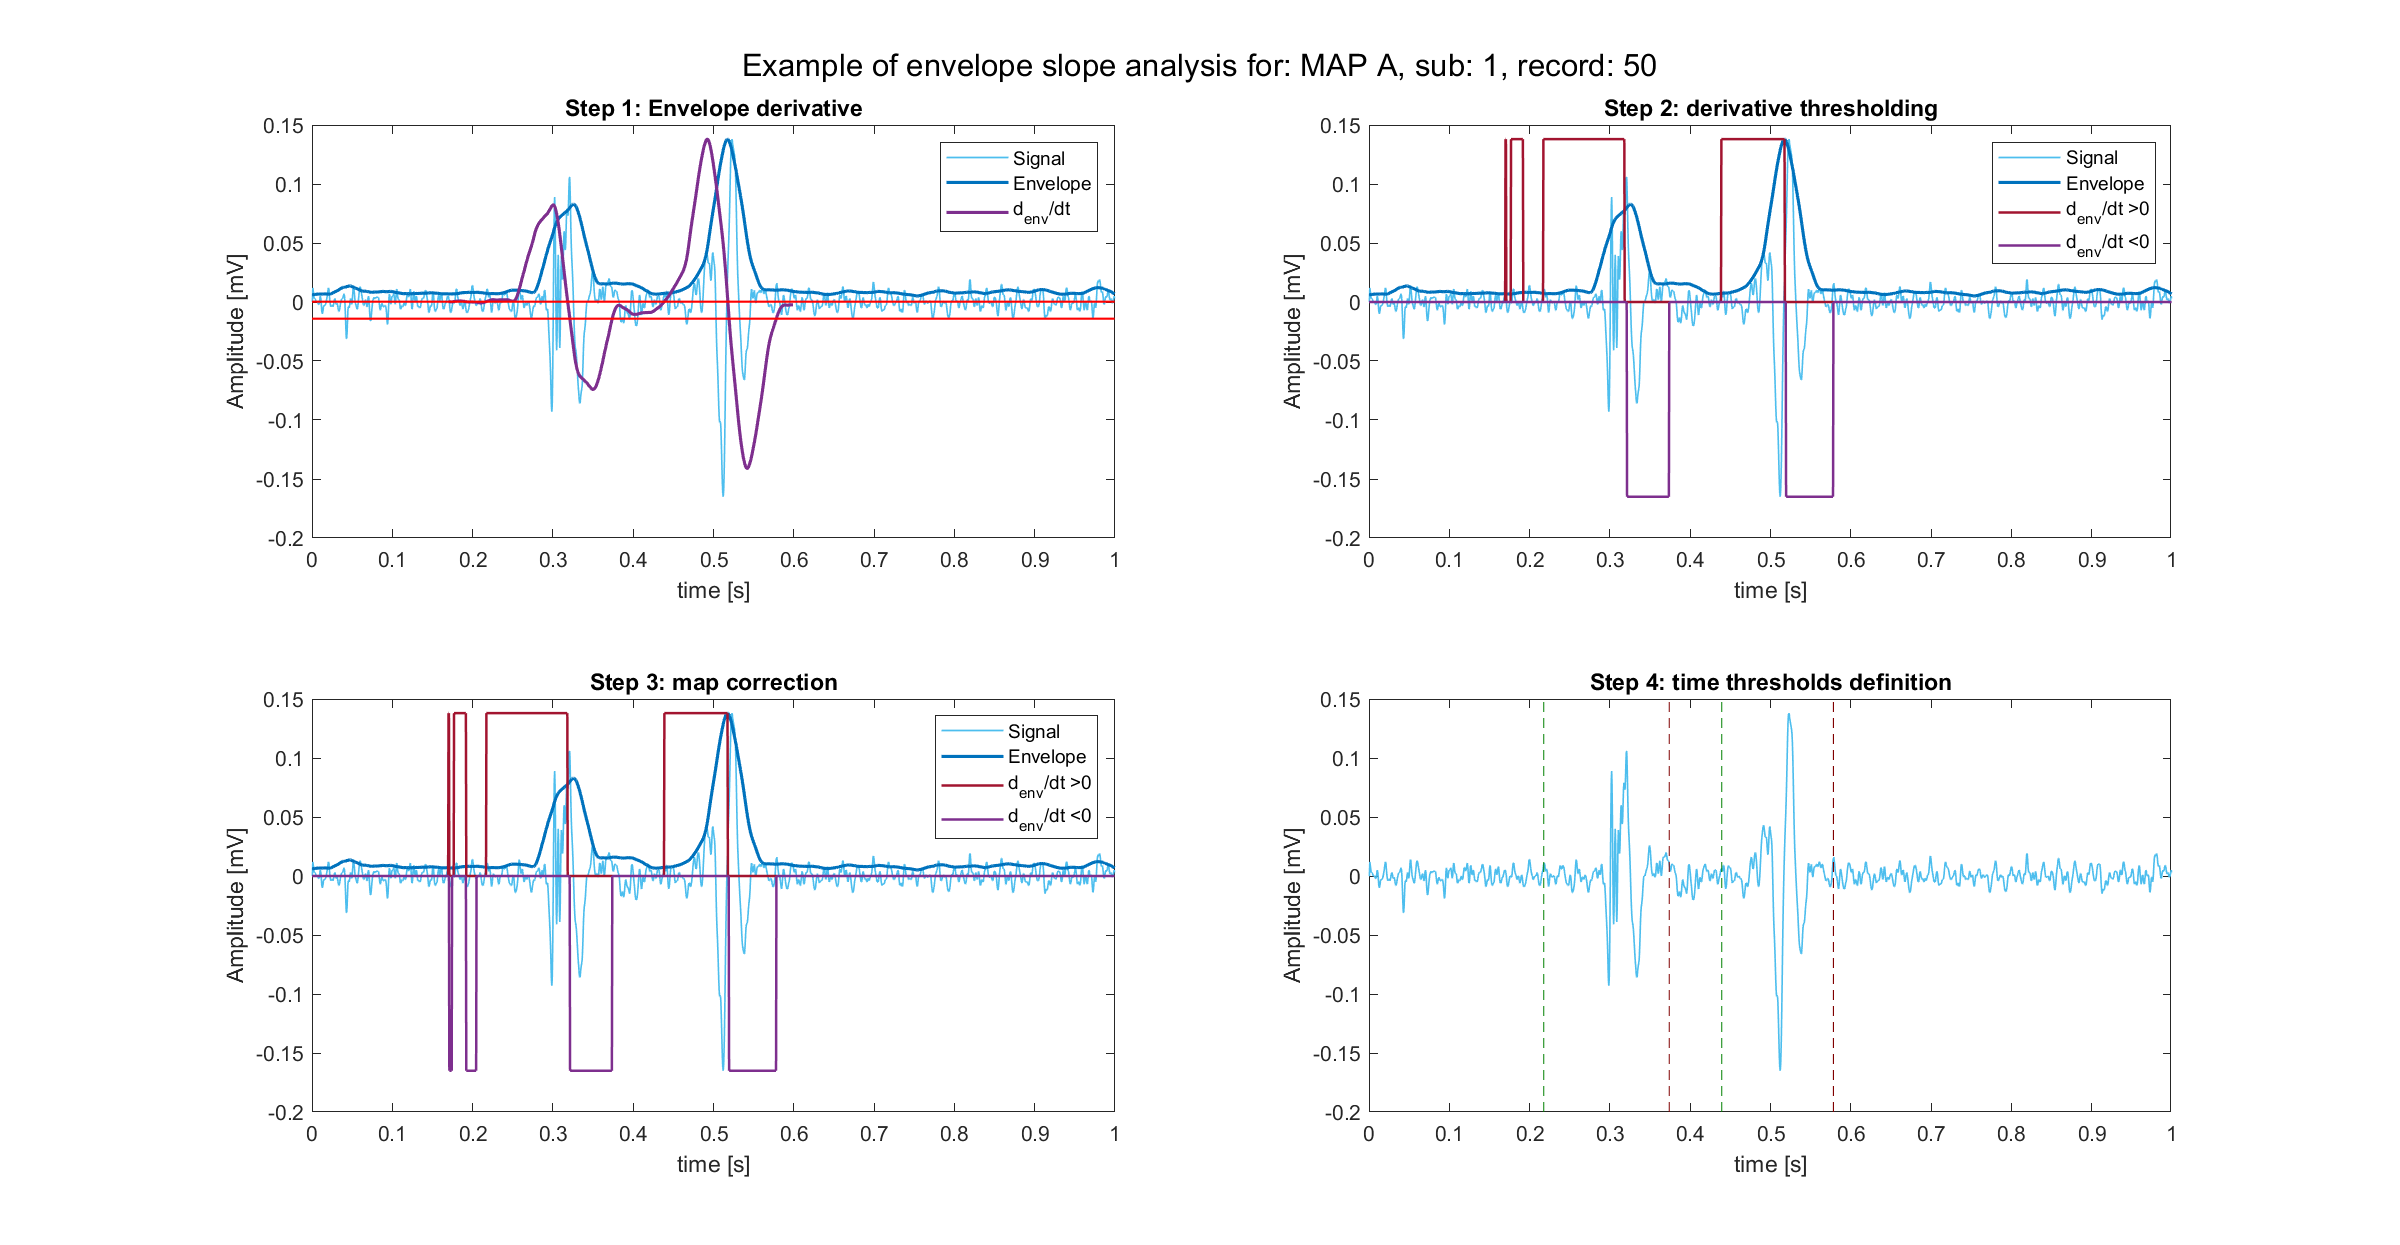 Example of envelope slope analysis for: MAP A, sub: 1, record: 50
Step 1: Envelope derivative
0.15
0.1
0.05
0
-0.05
-0.1
-0.15
-0.2
Amplitude [mV]
Signal
Envelope
d_env/dt
0 0.1 0.2 0.3 0.4 0.5 0.6 0.7 0.8 0.9 1
time [s]
Step 2: derivative thresholding
0.15
0.1
0.05
0
-0.05
-0.1
-0.15
-0.2
Amplitude [mV]
Signal
Envelope
d_env/dt >0
d_env/dt <0
0 0.1 0.2 0.3 0.4 0.5 0.6 0.7 0.8 0.9 1
time [s]
Step 3: map correction
0.15
0.1
0.05
0
-0.05
-0.1
-0.15
-0.2
Amplitude [mV]
Signal
Envelope
d_env/dt >0
d_env/dt <0
0 0.1 0.2 0.3 0.4 0.5 0.6 0.7 0.8 0.9 1
time [s]
Step 4: time thresholds definition
0.15
0.1
0.05
0
-0.05
-0.1
-0.15
-0.2
Amplitude [mV]
0 0.1 0.2 0.3 0.4 0.5 0.6 0.7 0.8 0.9 1
time [s]